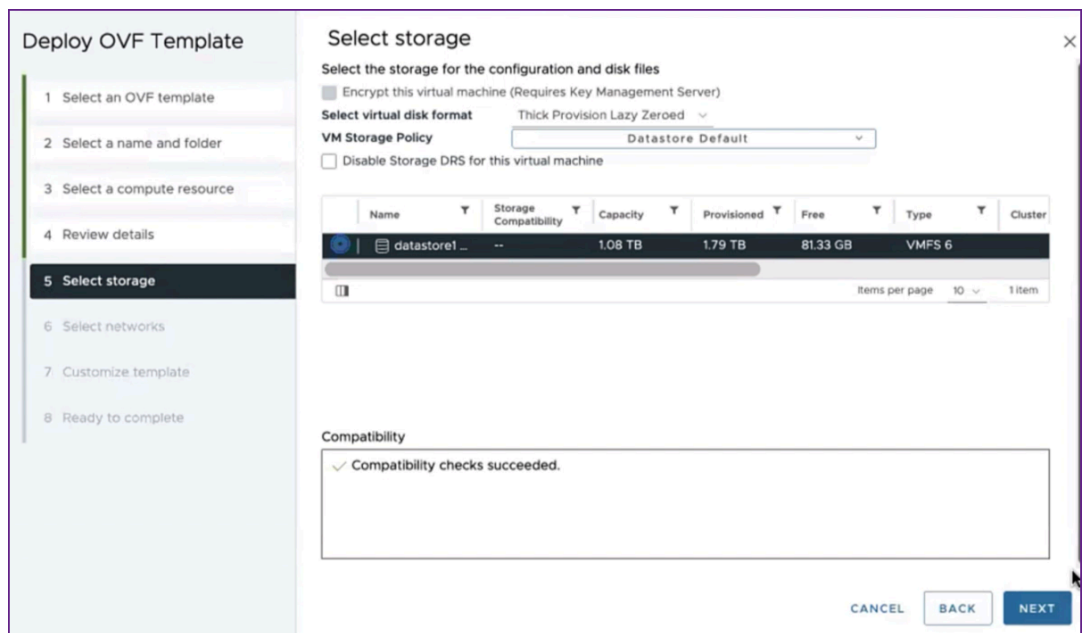 Deploy OVF Template
1 Select an OVF template
2 Select a name and folder
3 Select a compute resource
4 Review details
5 Select storage
6 Select networks
7 Customize template
8 Ready to complete
Select storage
Select the storage for the configuration and disk files
Encrypt this virtual machine (Requires Key Management Server)
Select virtual disk format Thick Provision Lazy Zeroed
VM Storage Policy Datastore Default
Disable Storage DRS for this virtual machine
Name Storage Compatibility Capacity Provisioned Free Type Cluster
datastore1 ... -- 1.08 TB 1.79 TB 81.33 GB VMFS 6
Items per page 10 1 item
Compatibility
Compatibility checks succeeded.
CANCEL BACK NEXT